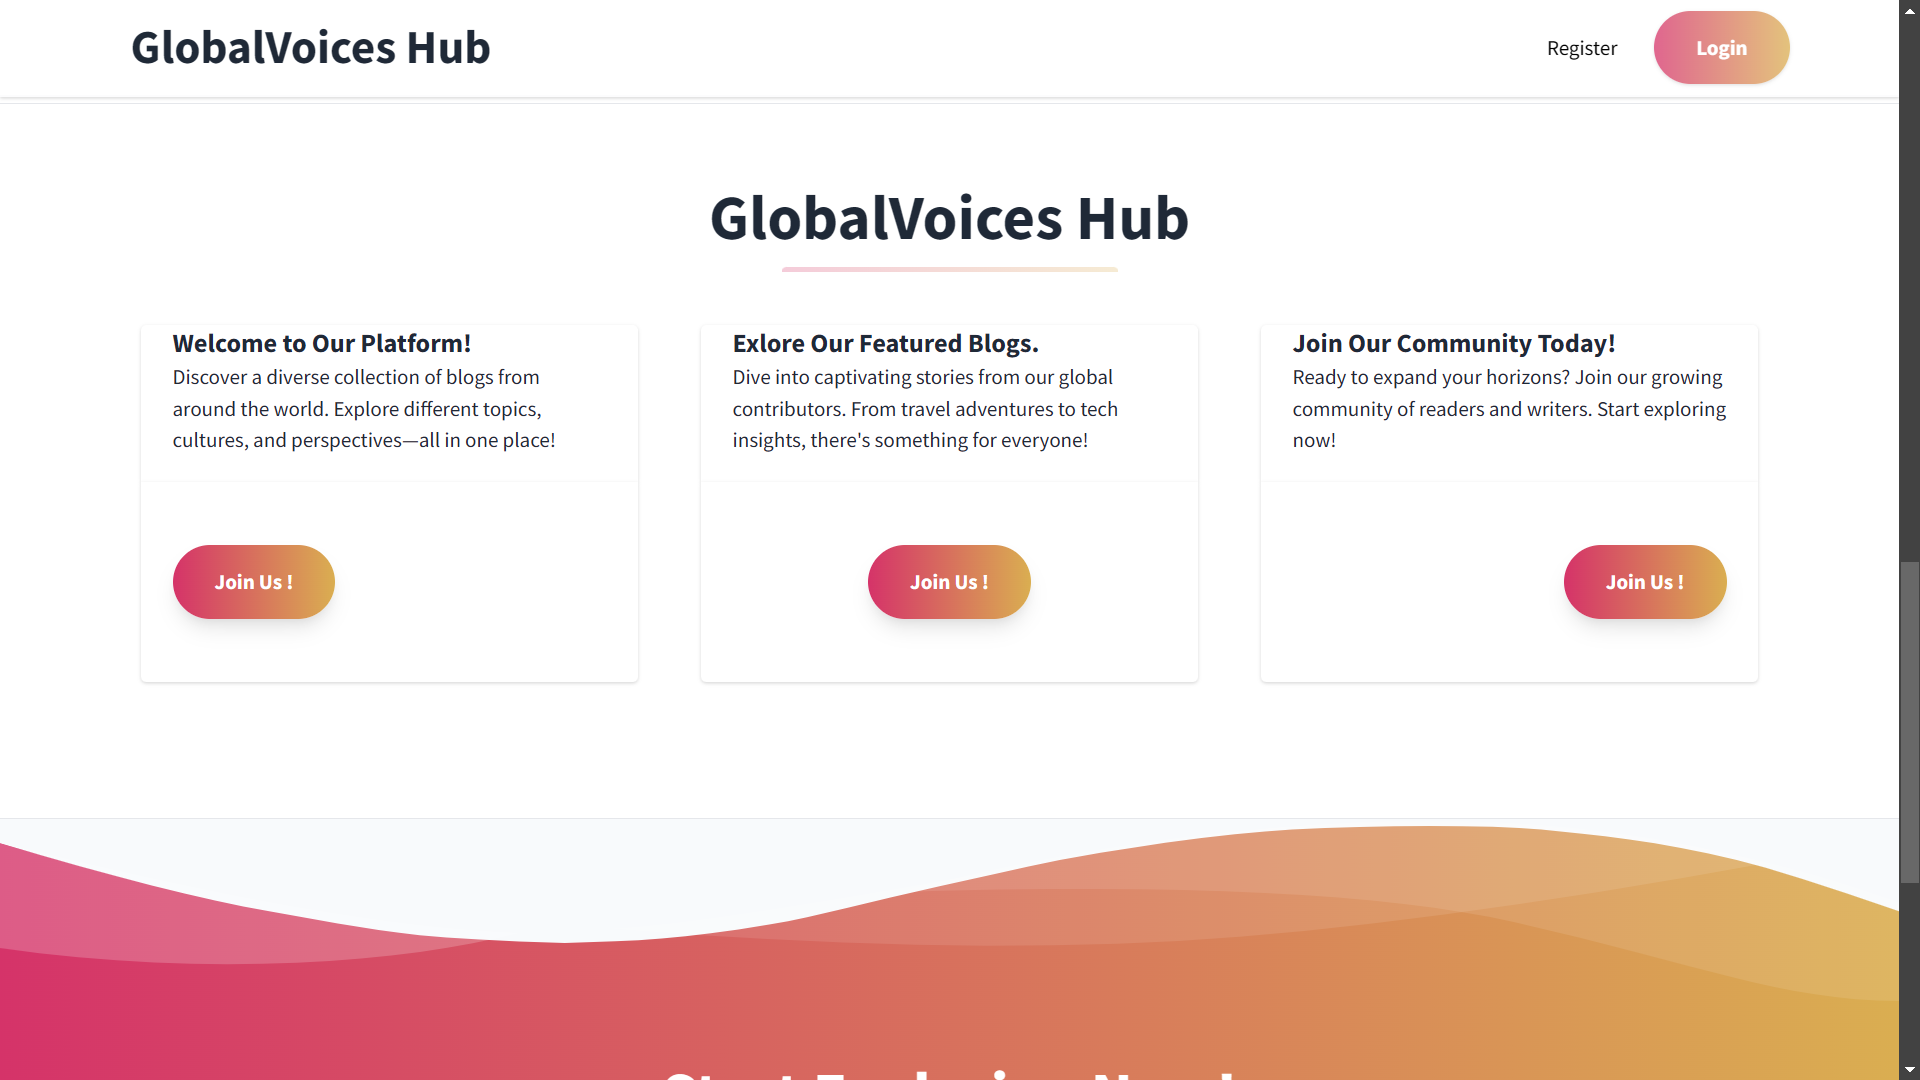 GlobalVoices Hub
Register
Login
GlobalVoices Hub
Welcome to Our Platform!
Discover a diverse collection of blogs from
around the world. Explore different topics,
cultures, and perspectives—all in one place!
Join Us !
Exlore Our Featured Blogs.
Dive into captivating stories from our global
contributors. From travel adventures to tech
insights, there's something for everyone!
Join Us !
Join Our Community Today!
Ready to expand your horizons? Join our growing
community of readers and writers. Start exploring
now!
Join Us !